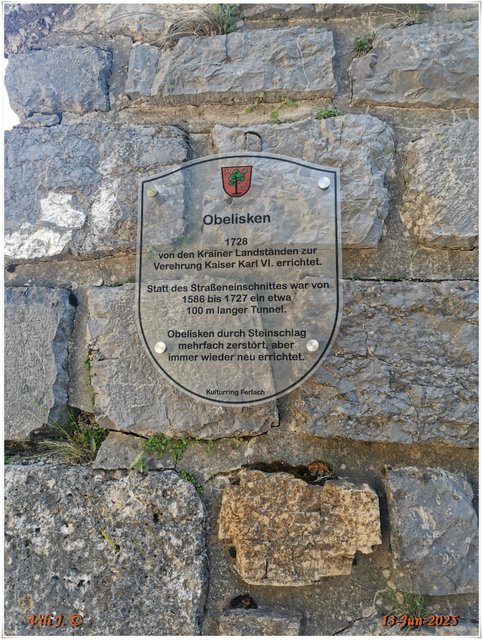 Obelisken
1728
von den Krainer Landständen zur
Verehrung Kaiser Karl VI. errichtet.
Statt des Straßeneinschnittes war von
1586 bis 1727 ein etwa
100 m langer Tunnel.
Obelisken durch Steinschlag
mehrfach zerstört, aber
immer wieder neu errichtet.
Kulturring Ferlach
Vili J. © 13-Jun-2025